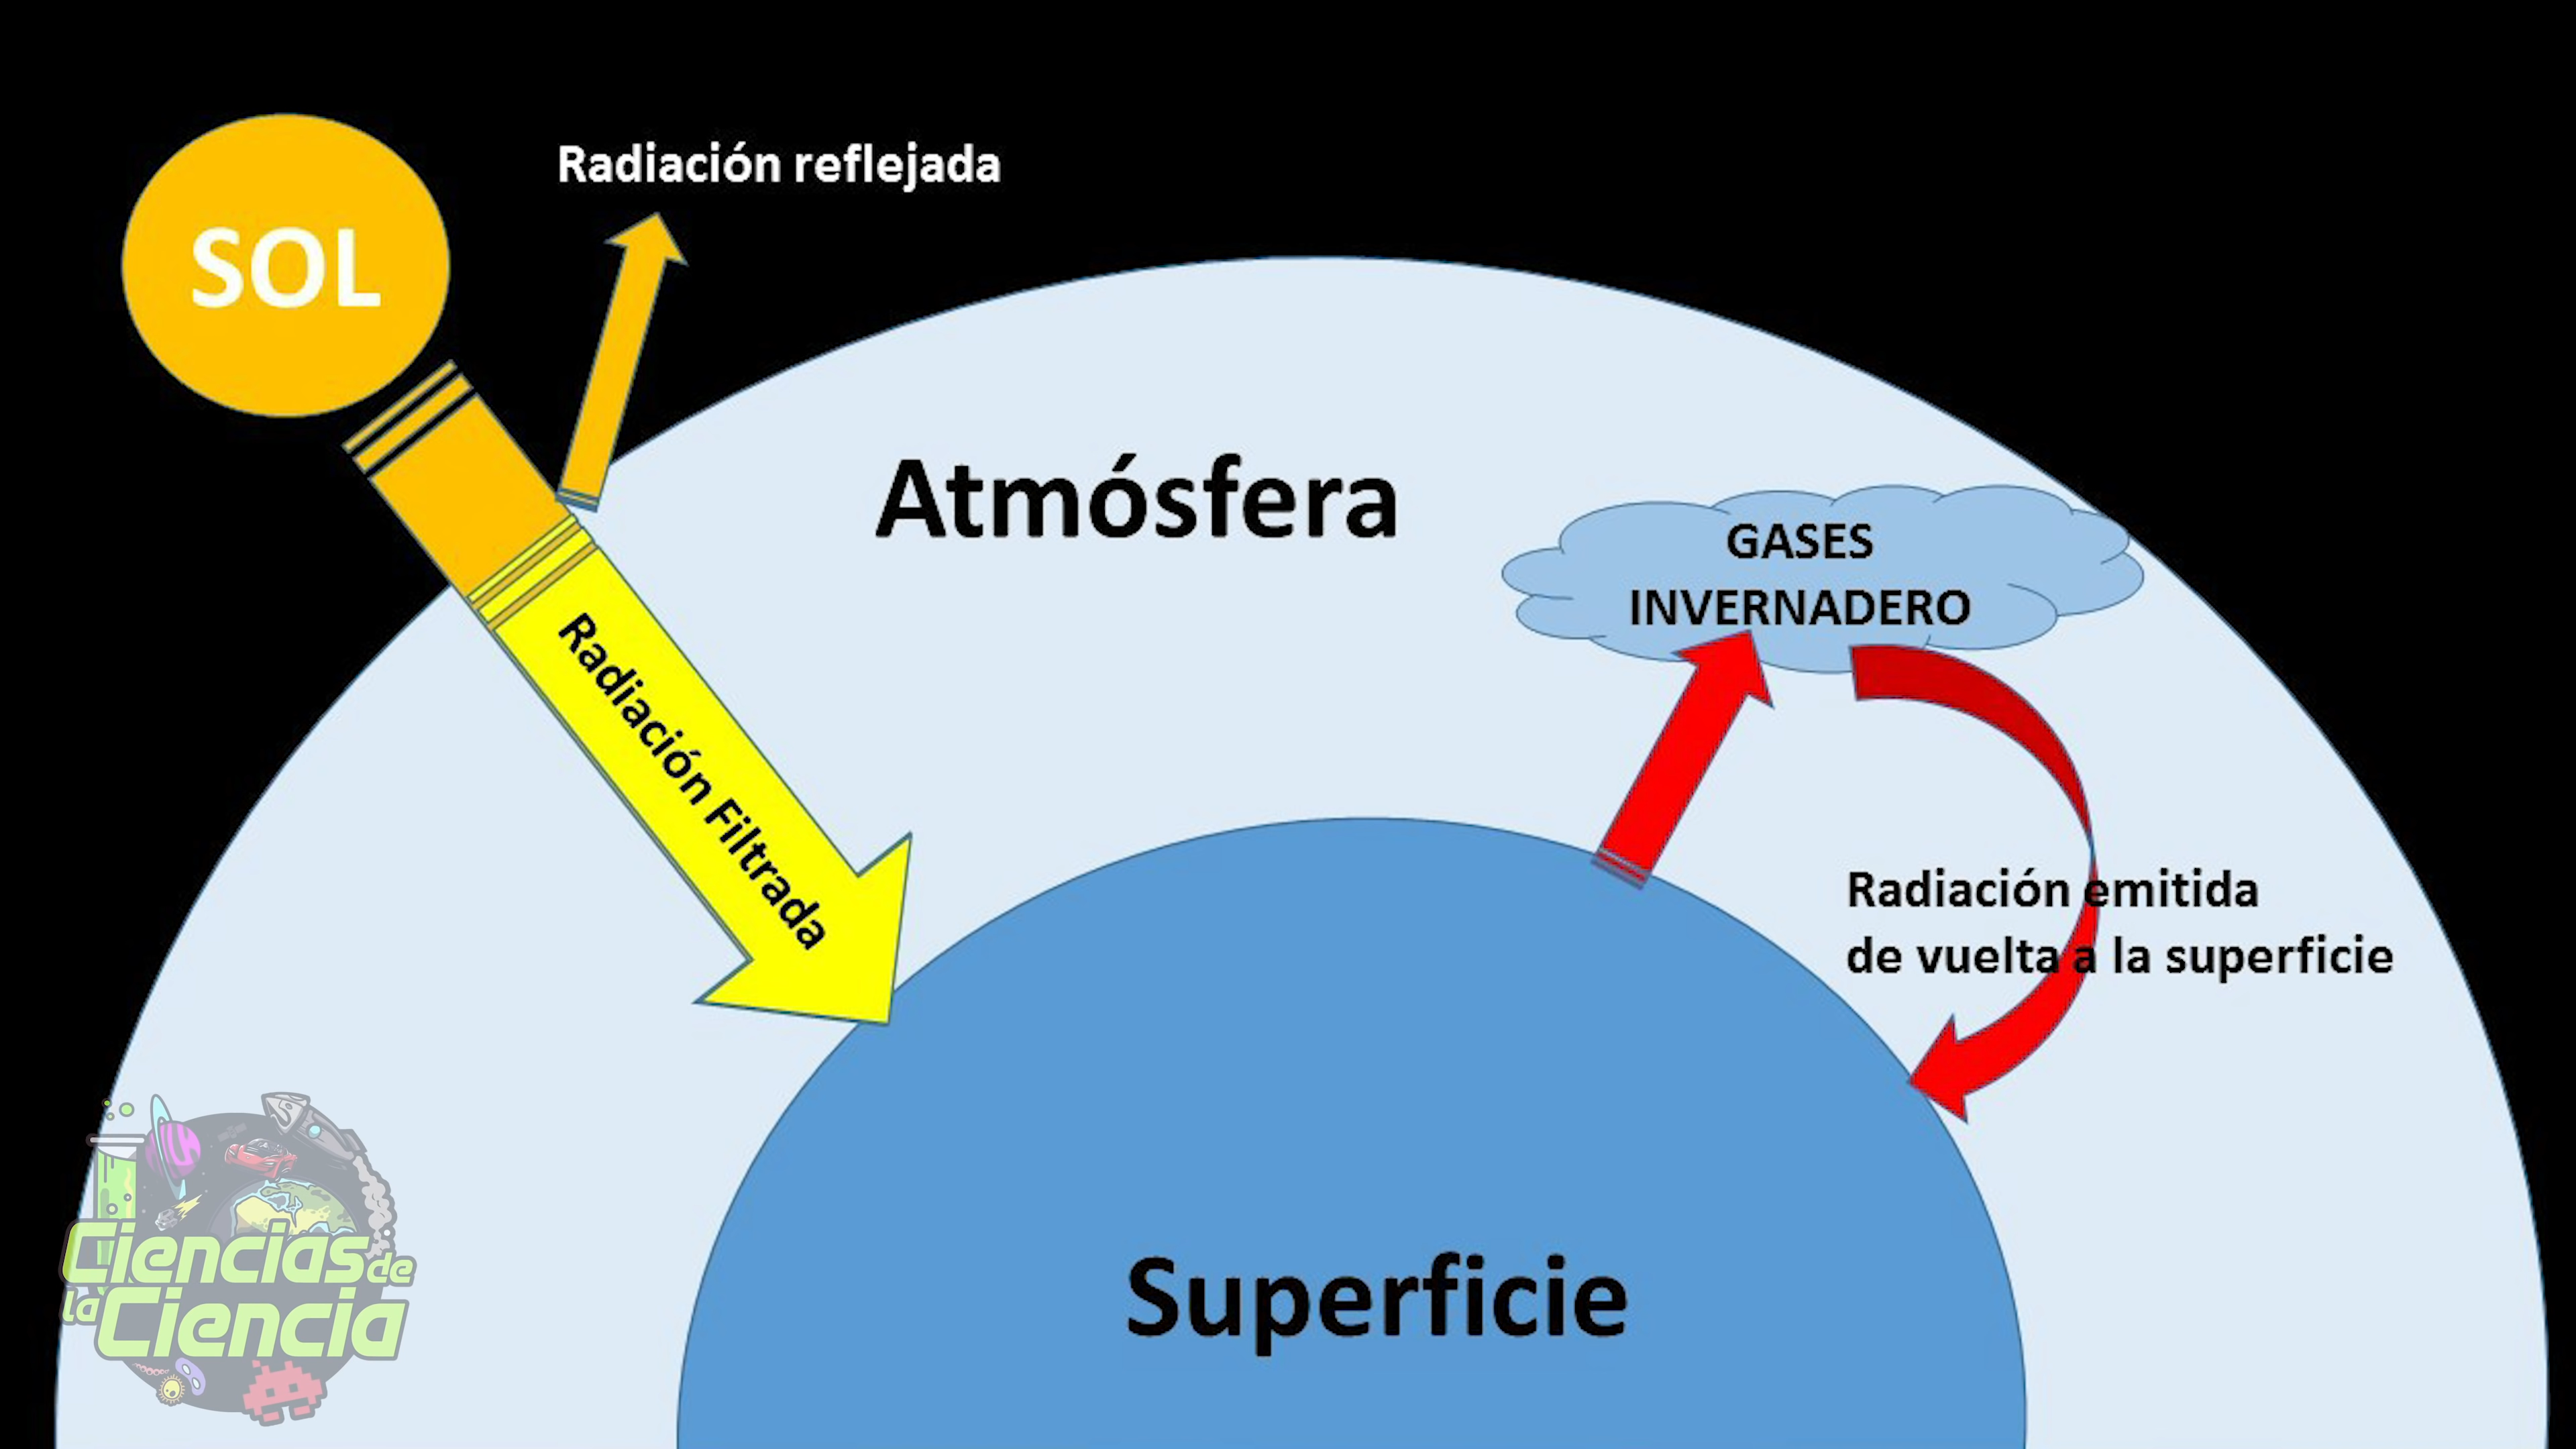 Radiación reflejada
SOL
Atmósfera
GASES
INVERNADERO
Radiación Filtrada
Radiación emitida
de vuelta a la superficie
Superficie
Ciencias de
la Ciencia